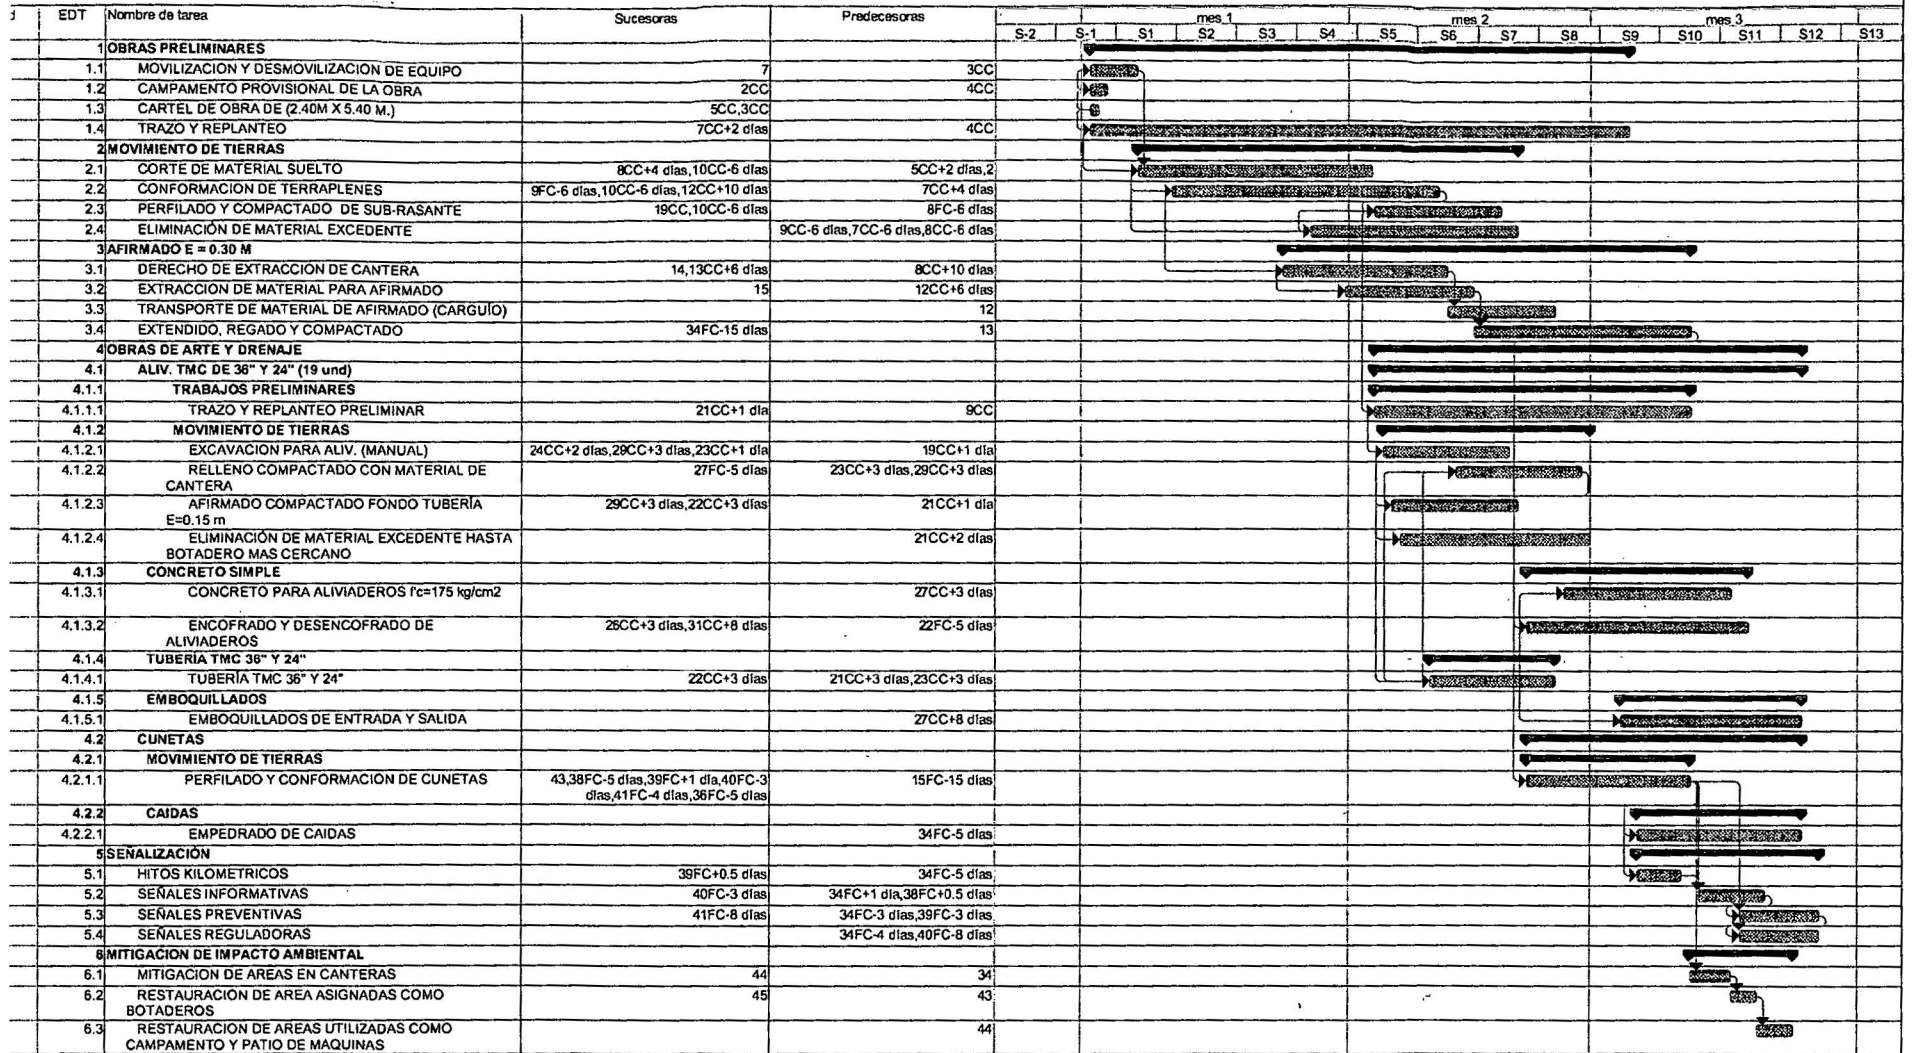 EDT Nombre de tarea Sucesoras Predecesoras mes 1 mes 2 mes 3
S-2 S-1 S1 S2 S3 S4 S5 S6 S7 S8 S9 S10 S11 S12 S13
1 OBRAS PRELIMINARES
1.1 MOVILIZACION Y DESMOVILIZACION DE EQUIPO 7 3CC
1.2 CAMPAMENTO PROVISIONAL DE LA OBRA 2CC 4CC
1.3 CARTEL DE OBRA DE (2.40M X 5.40 M.) 5CC,3CC
1.4 TRAZO Y REPLANTEO 7CC+2 días 4CC
2 MOVIMIENTO DE TIERRAS
2.1 CORTE DE MATERIAL SUELTO 8CC+4 días,10CC-6 días 5CC+2 días,2
2.2 CONFORMACION DE TERRAPLENES 9FC-6 días,10CC-6 días,12CC+10 días 7CC+4 días
2.3 PERFILADO Y COMPACTADO DE SUB-RASANTE 19CC,10CC-6 días 8FC-6 días
2.4 ELIMINACIÓN DE MATERIAL EXCEDENTE 9CC-6 días,7CC-6 días,8CC-6 días
3 AFIRMADO E = 0.30 M
3.1 DERECHO DE EXTRACCIÓN DE CANTERA 14,13CC+6 días 8CC+10 días
3.2 EXTRACCION DE MATERIAL PARA AFIRMADO 15 12CC+6 días
3.3 TRANSPORTE DE MATERIAL DE AFIRMADO (CARGUÍO) 12
3.4 EXTENDIDO, REGADO Y COMPACTADO 34FC-15 días 13
4 OBRAS DE ARTE Y DRENAJE
4.1 ALIV. TMC DE 36" Y 24" (19 und)
4.1.1 TRABAJOS PRELIMINARES
4.1.1.1 TRAZO Y REPLANTEO PRELIMINAR 21CC+1 día 9CC
4.1.2 MOVIMIENTO DE TIERRAS
4.1.2.1 EXCAVACION PARA ALIV. (MANUAL) 24CC+2 días,29CC+3 días,23CC+1 día 19CC+1 día
4.1.2.2 RELLENO COMPACTADO CON MATERIAL DE 27FC-5 días 23CC+3 días,29CC+3 días
CANTERA
4.1.2.3 AFIRMADO COMPACTADO FONDO TUBERÍA 29CC+3 días,22CC+3 días 21CC+1 día
E=0.15 m
4.1.2.4 ELIMINACIÓN DE MATERIAL EXCEDENTE HASTA 21CC+2 días
BOTADERO MAS CERCANO
4.1.3 CONCRETO SIMPLE
4.1.3.1 CONCRETO PARA ALIVIADEROS f'c=175 kg/cm2 27CC+3 días
4.1.3.2 ENCOFRADO Y DESENCOFRADO DE 26CC+3 días,31CC+8 días 22FC-5 días
ALIVIADEROS
4.1.4 TUBERÍA TMC 36" Y 24"
4.1.4.1 TUBERÍA TMC 36" Y 24" 22CC+3 días 21CC+3 días,23CC+3 días
4.1.5 EMBOQUILLADOS
4.1.5.1 EMBOQUILLADOS DE ENTRADA Y SALIDA 27CC+8 días
4.2 CUNETAS
4.2.1 MOVIMIENTO DE TIERRAS
4.2.1.1 PERFILADO Y CONFORMACIÓN DE CUNETAS 43,38FC-5 días,39FC+1 día,40FC-3 15FC-15 días
días,41FC-4 días,36FC-5 días
4.2.2 CAIDAS
4.2.2.1 EMPEDRADO DE CAIDAS 34FC-5 días
5 SEÑALIZACIÓN
5.1 HITOS KILOMETRICOS 39FC+0.5 días 34FC-5 días
5.2 SEÑALES INFORMATIVAS 40FC-3 días 34FC+1 día,38FC+0.5 días
5.3 SEÑALES PREVENTIVAS 41FC-8 días 34FC-3 días,39FC-3 días
5.4 SEÑALES REGULADORAS 34FC-4 días,40FC-8 días
6 MITIGACION DE IMPACTO AMBIENTAL
6.1 MITIGACION DE AREAS EN CANTERAS 44 34
6.2 RESTAURACIÓN DE AREA ASIGNADAS COMO 45 43
BOTADEROS
6.3 RESTAURACION DE AREAS UTILIZADAS COMO 44
CAMPAMENTO Y PATIO DE MAQUINAS